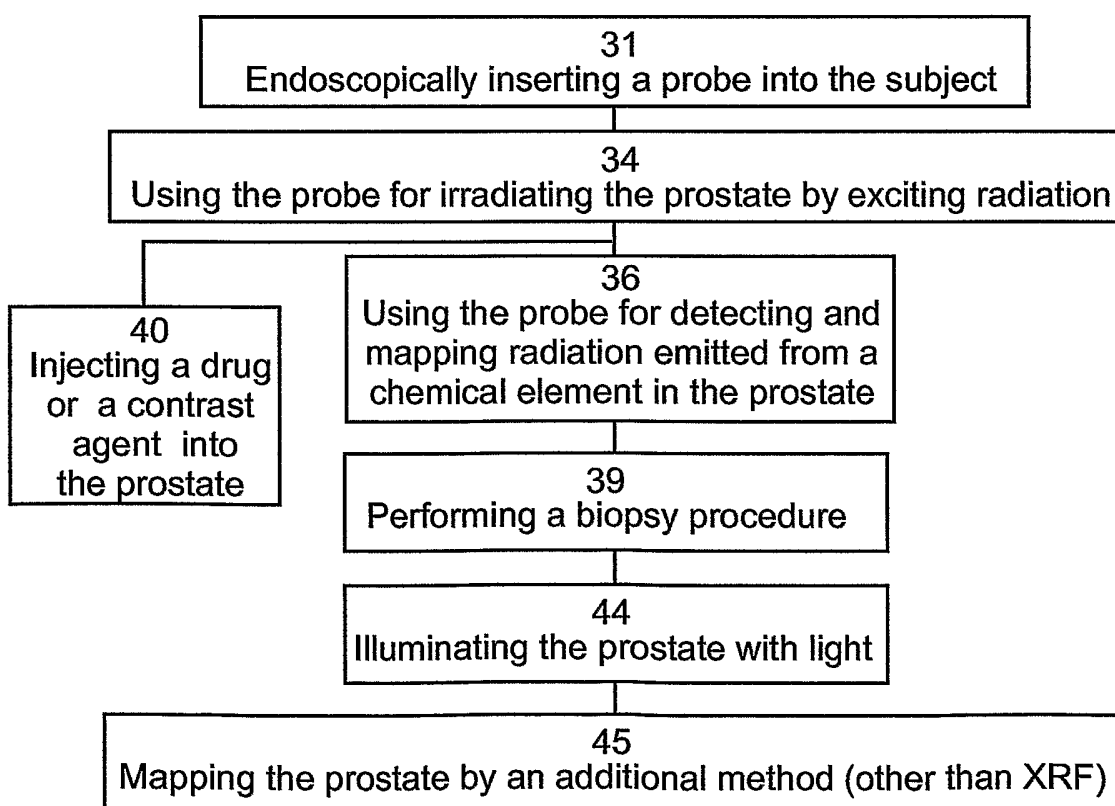 31
Endoscopically inserting a probe into the subject
34
Using the probe for irradiating the prostate by exciting radiation
36
Using the probe for detecting and
mapping radiation emitted from a
chemical element in the prostate
40
Injecting a drug
or a contrast
agent into
the prostate
39
Performing a biopsy procedure
44
Illuminating the prostate with light
45
Mapping the prostate by an additional method (other than XRF)